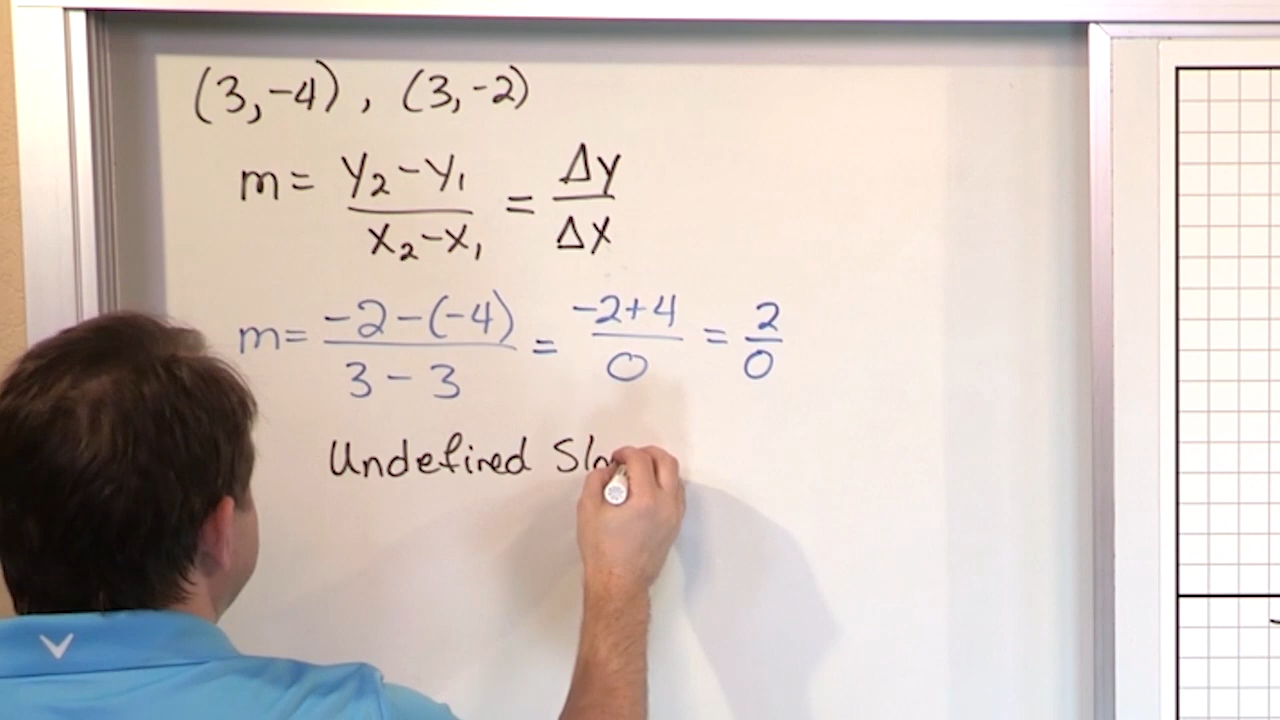 (3,-4), (3,-2)
m = y₂-y₁/x₂-x₁ = Δy/Δx
m = -2-(-4)/3-3 = -2+4/0 = 2/0
Undefined